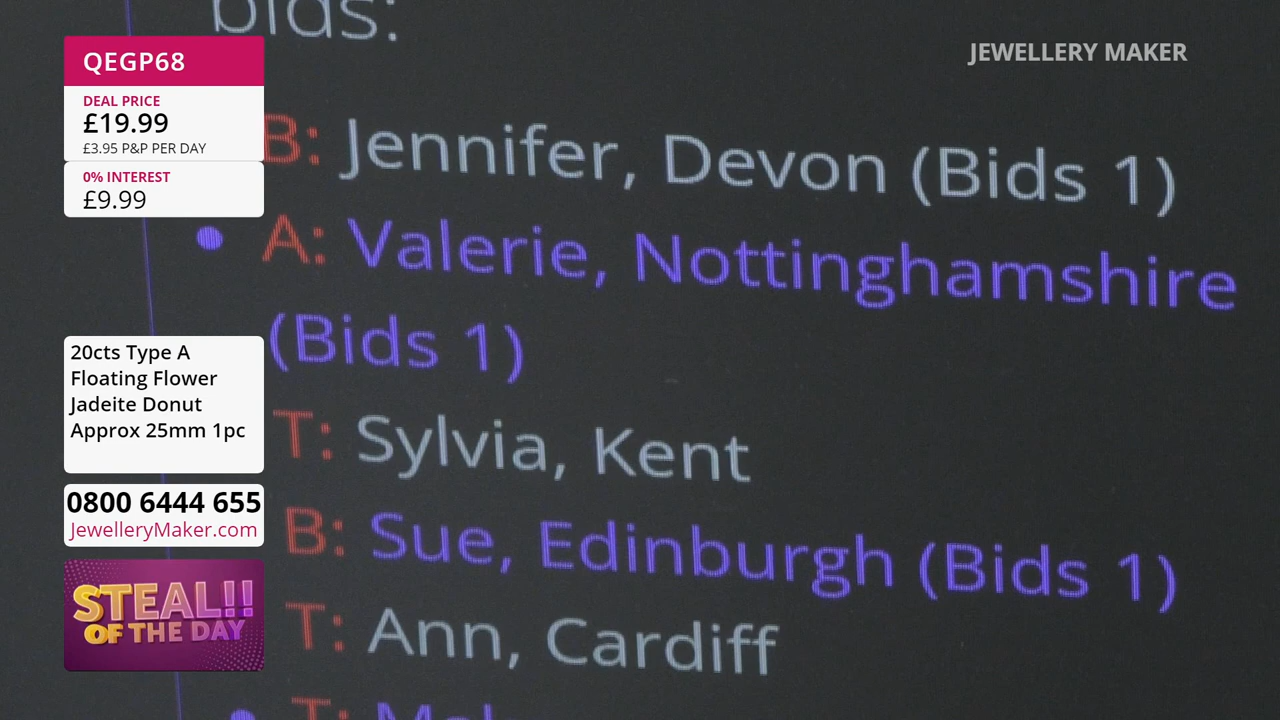 QEGP68
DEAL PRICE
£19.99
£3.95 P&P PER DAY
0% INTEREST
£9.99
20cts Type A
Floating Flower
Jadeite Donut
Approx 25mm 1pc
0800 6444 655
JewelleryMaker.com
STEAL!!
OF THE DAY
JEWELLERY MAKER
bids:
B: Jennifer, Devon (Bids 1)
A: Valerie, Nottinghamshire
(Bids 1)
T: Sylvia, Kent
B: Sue, Edinburgh (Bids 1)
T: Ann, Cardiff
T: